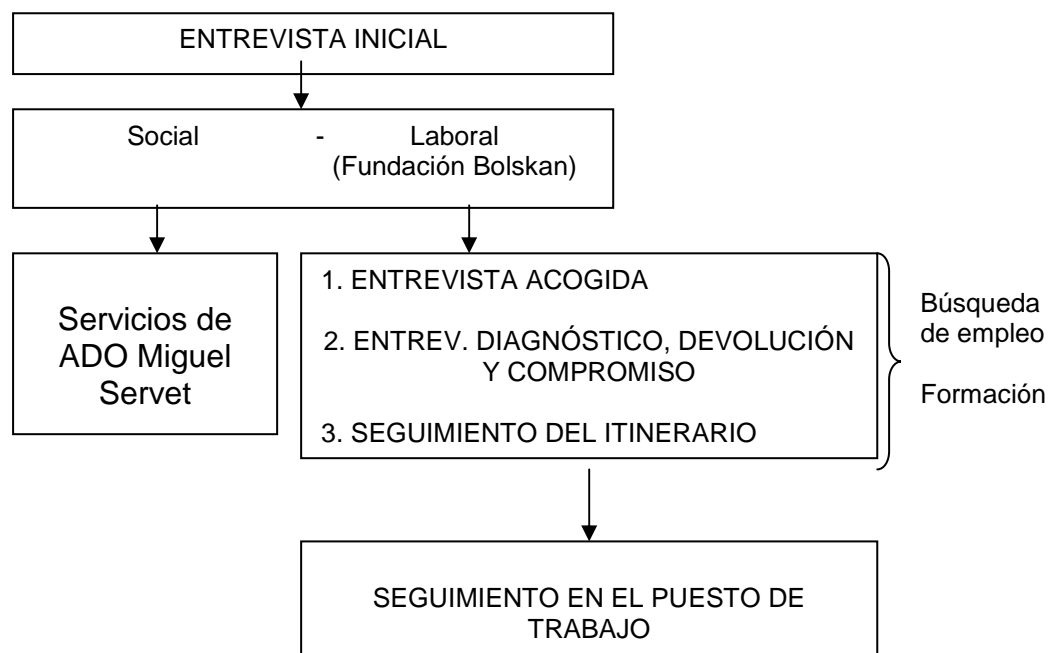 ENTREVISTA INICIAL
Social - Laboral
(Fundación Bolskan)
Servicios de
ADO Miguel
Servet
1. ENTREVISTA ACOGIDA
2. ENTREV. DIAGNÓSTICO, DEVOLUCIÓN
Y COMPROMISO
3. SEGUIMIENTO DEL ITINERARIO
Búsqueda
de empleo
Formación
SEGUIMIENTO EN EL PUESTO DE
TRABAJO